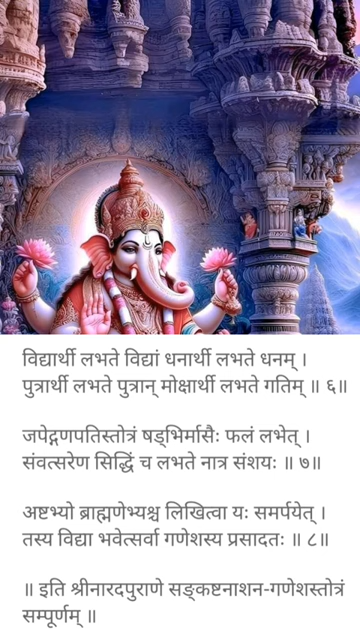 विद्यार्थी लभते विद्यां धनार्थी लभते धनम् ।
पुत्रार्थी लभते पुत्रान् मोक्षार्थी लभते गतिम् ॥ ६॥
जपेद्गणपतिस्तोत्रं षड्भिर्मासैः फलं लभेत् ।
संवत्सरेण सिद्धिं च लभते नात्र संशयः ॥ ७॥
अष्टभ्यो ब्राह्मणेभ्यश्च लिखित्वा यः समर्पयेत् ।
तस्य विद्या भवेत्सर्वा गणेशस्य प्रसादतः ॥ ८॥
॥ इति श्रीनारदपुराणे सङ्कष्टनाशन-गणेशस्तोत्रं
सम्पूर्णम् ॥